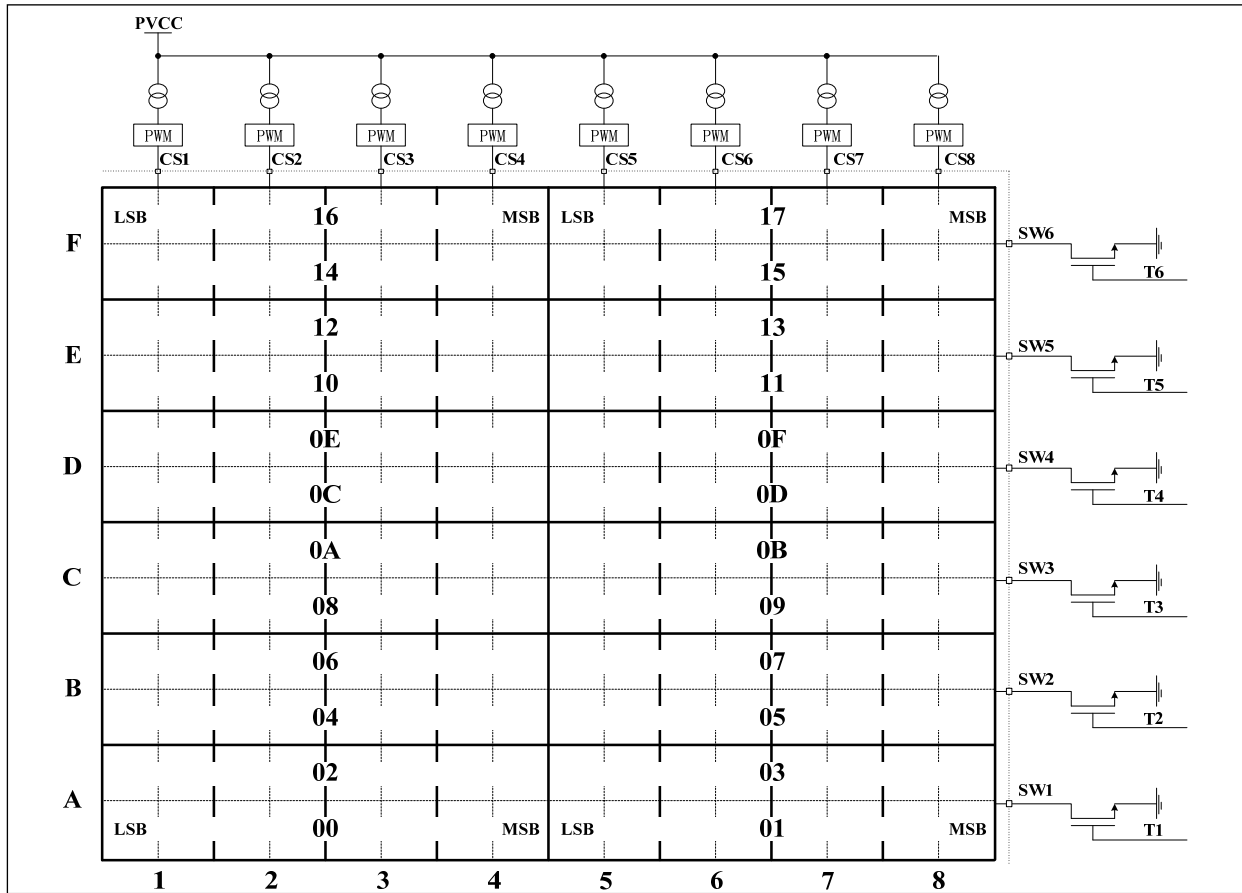 PVCC
PWM PWM PWM PWM PWM PWM PWM PWM
CS1 CS2 CS3 CS4 CS5 CS6 CS7 CS8
LSB 16 MSB LSB 17 MSB
F SW6
14 15 T6
12 13
E SW5
10 11 T5
0E 0F
D SW4
0C 0D T4
0A 0B
C SW3
08 09 T3
06 07
B SW2
04 05 T2
02 03
A SW1
LSB 00 MSB LSB 01 MSB T1
1 2 3 4 5 6 7 8